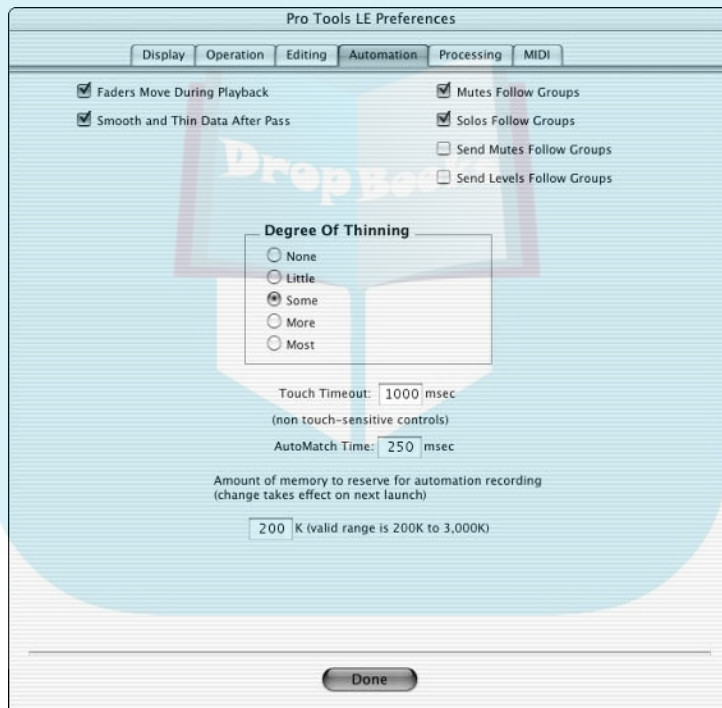 Pro Tools LE Preferences
Display Operation Editing Automation Processing MIDI
Faders Move During Playback
Smooth and Thin Data After Pass
Mutes Follow Groups
Solos Follow Groups
Send Mutes Follow Groups
Send Levels Follow Groups
Drop Books
Degree Of Thinning
None
Little
Some
More
Most
Touch Timeout: 1000 msec
(non touch-sensitive controls)
AutoMatch Time: 250 msec
Amount of memory to reserve for automation recording
(change takes effect on next launch)
200 K (valid range is 200K to 3,000K)
Done